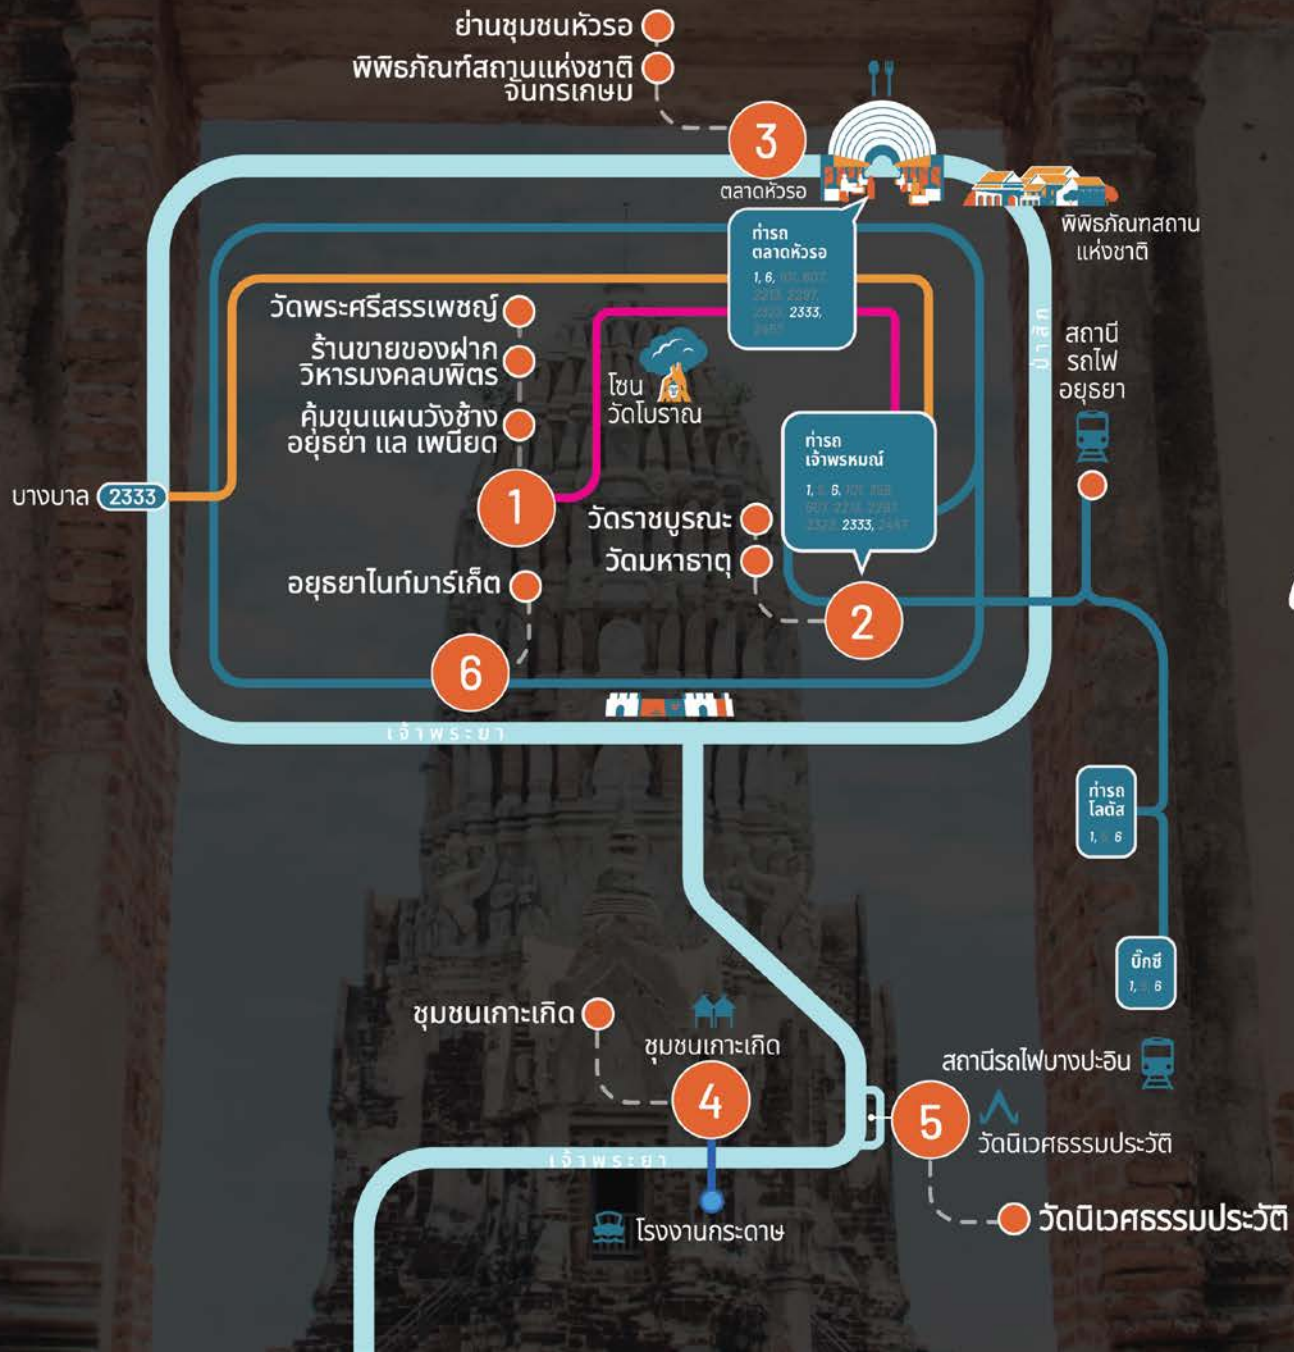 ย่านชุมชนหัวรอ
พิพิธภัณฑ์สถานแห่งชาติ
จันทรเกษม
3
ตลาดหัวรอ
พิพิธภัณฑสถาน
แห่งชาติ
ท่ารถ
ตลาดหัวรอ
1, 6,
2333,
วัดพระศรีสรรเพชญ์
ร้านขายของฝาก
วิหารมงคลบพิตร
คุ้มขุนแผนวังช้าง
อยุธยา แล เพนียด
โซน
วัดโบราณ
ป่าสัก
สถานี
รถไฟ
อยุธยา
ท่ารถ
เจ้าพรหมณ์
1, 6,
2333,
บางบาล 2333
1
วัดราชบูรณะ
วัดมหาธาตุ
2
อยุธยาไนท์มาร์เก็ต
6
เจ้าพระยา
ท่ารถ
โลตัส
1, 6
บิ๊กซี
1, 6
ชุมชนเกาะเกิด
ชุมชนเกาะเกิด
4
สถานีรถไฟบางปะอิน
5
วัดนิเวศธรรมประวัติ
เจ้าพระยา
วัดนิเวศธรรมประวัติ
โรงงานกระดาษ